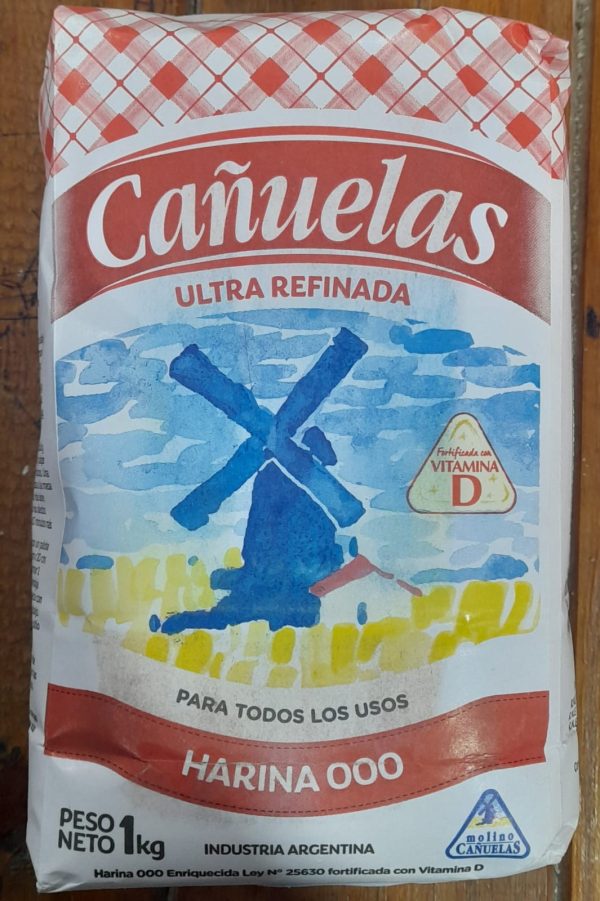 Cañuelas
ULTRA REFINADA
Fortificada con
VITAMINA
D
PARA TODOS LOS USOS
HARINA 000
PESO
NETO 1kg
INDUSTRIA ARGENTINA
molino
CAÑUELAS
Harina 000 Enriquecida Ley Nº 25630 fortificada con Vitamina D